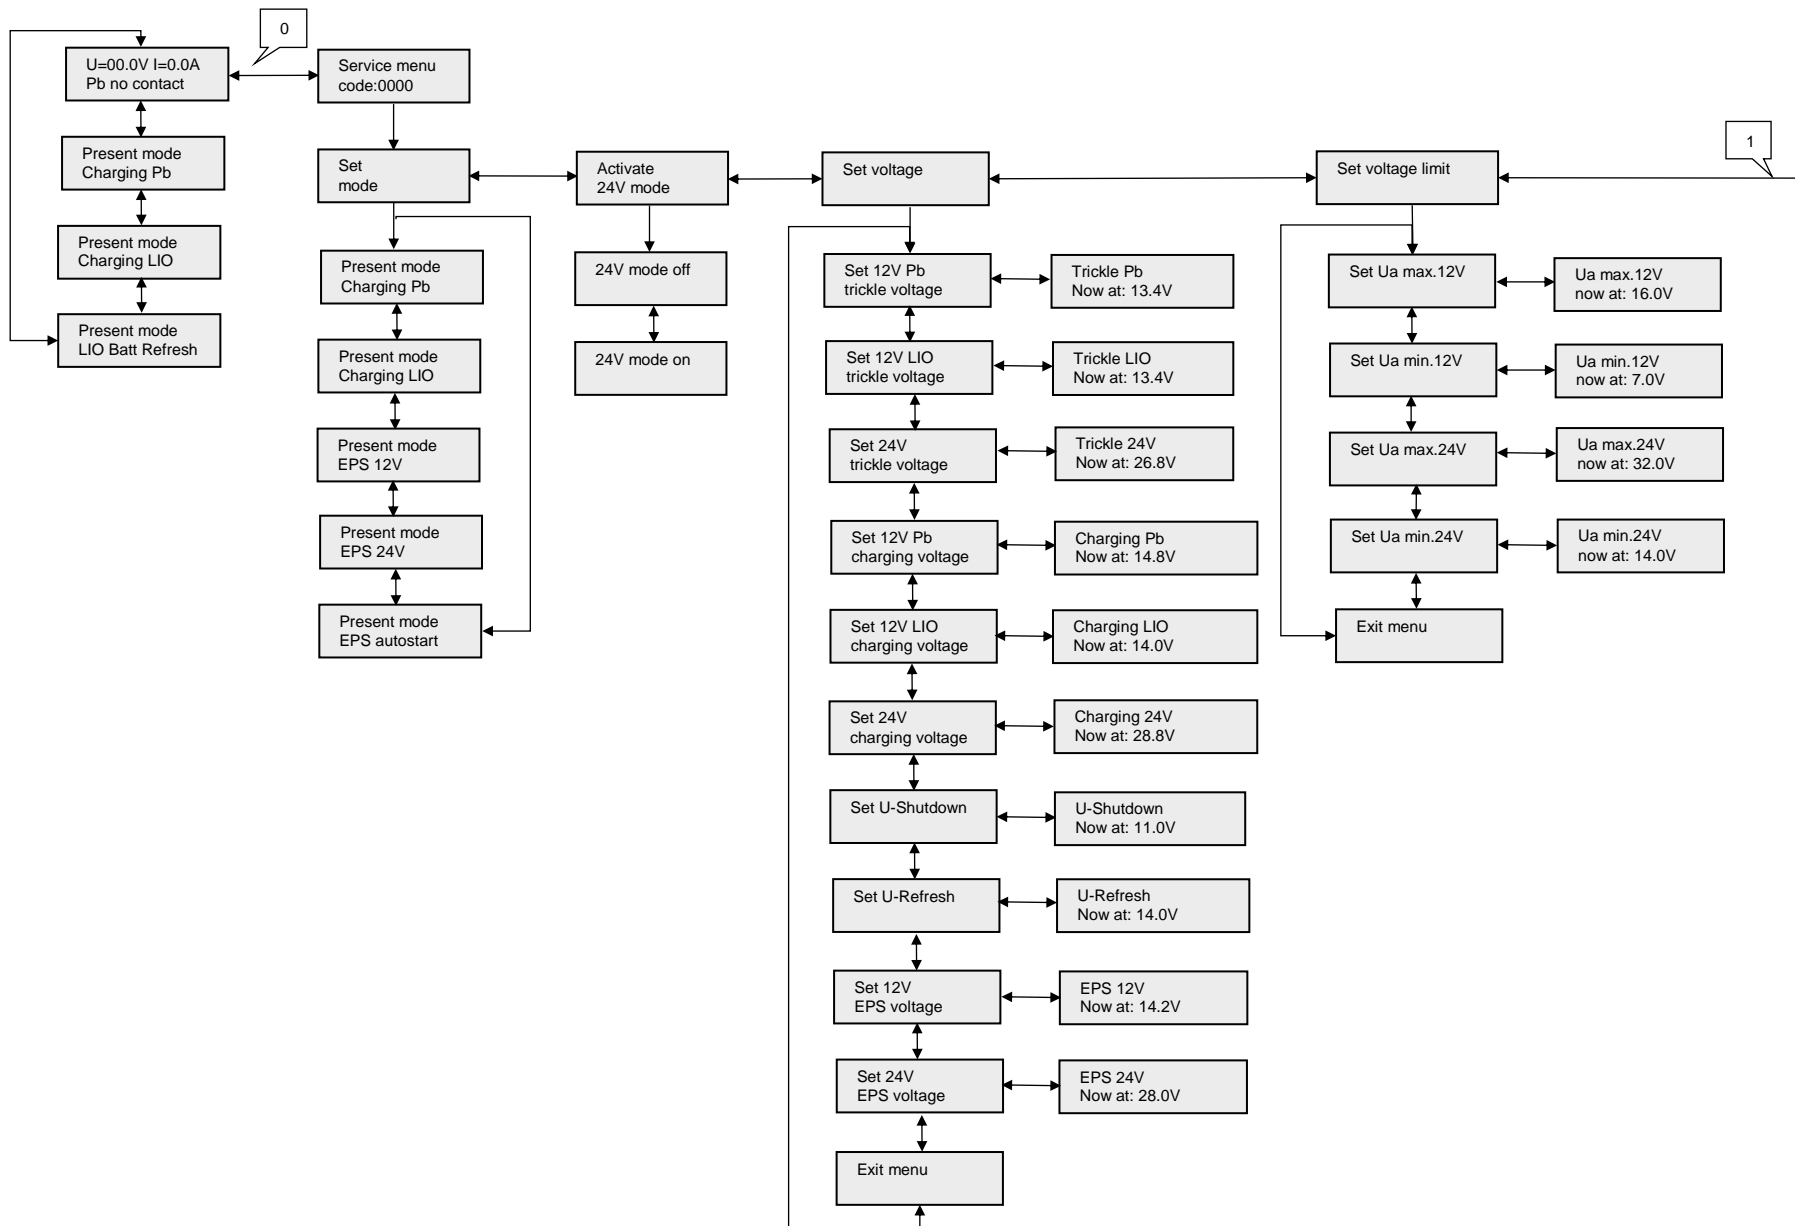 0
U=00.0V I=0.0A
Pb no contact
Present mode
Charging Pb
Present mode
Charging LIO
Present mode
LIO Batt Refresh
Service menu
code:0000
Set
mode
Present mode
Charging Pb
Present mode
Charging LIO
Present mode
EPS 12V
Present mode
EPS 24V
Present mode
EPS autostart
Activate
24V mode
24V mode off
24V mode on
Set voltage
Set 12V Pb
trickle voltage
Trickle Pb
Now at: 13.4V
Set 12V LIO
trickle voltage
Trickle LIO
Now at: 13.4V
Set 24V
trickle voltage
Trickle 24V
Now at: 26.8V
Set 12V Pb
charging voltage
Charging Pb
Now at: 14.8V
Set 12V LIO
charging voltage
Charging LIO
Now at: 14.0V
Set 24V
charging voltage
Charging 24V
Now at: 28.8V
Set U-Shutdown
U-Shutdown
Now at: 11.0V
Set U-Refresh
U-Refresh
Now at: 14.0V
Set 12V
EPS voltage
EPS 12V
Now at: 14.2V
Set 24V
EPS voltage
EPS 24V
Now at: 28.0V
Exit menu
Set voltage limit
Set Ua max.12V
Ua max.12V
now at: 16.0V
Set Ua min.12V
Ua min.12V
now at: 7.0V
Set Ua max.24V
Ua max.24V
now at: 32.0V
Set Ua min.24V
Ua min.24V
now at: 14.0V
Exit menu
1